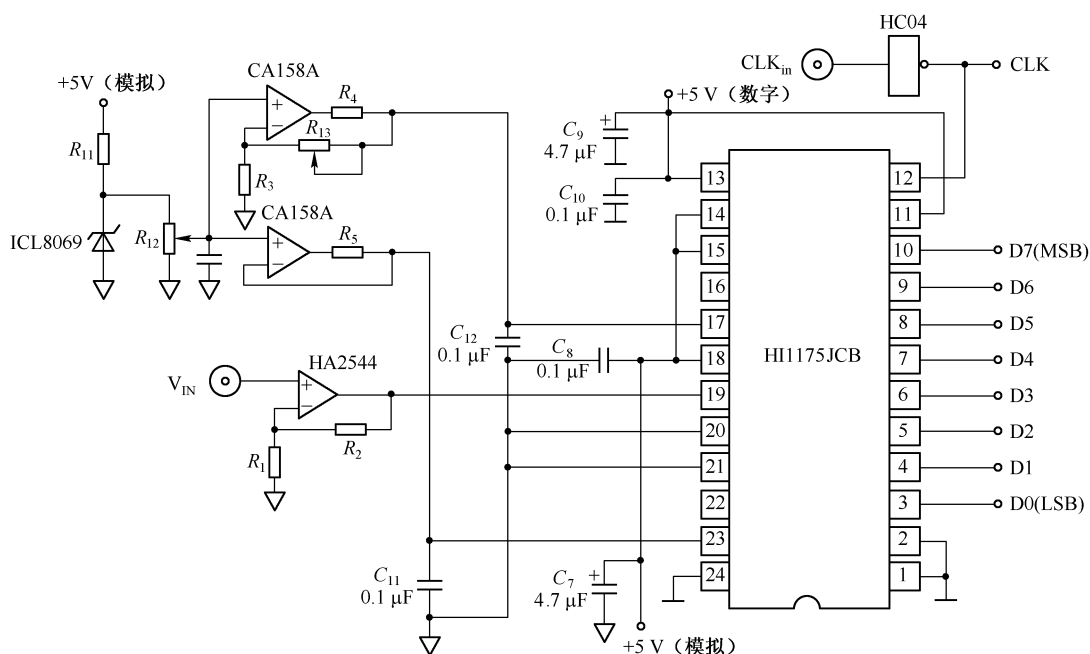 HC04
CLKin
CLK
+5V（模拟）
CA158A
R4
R13
R11
R3
CA158A
ICL8069
R12
R5
+5 V（数字）
C9
4.7 μF
C10
0.1 μF
+
13
14
15
16
17
18
19
20
21
22
23
24
12
11
10
9
8
7
6
5
4
3
2
1
HI1175JCB
D7(MSB)
D6
D5
D4
D3
D2
D1
D0(LSB)
C12
0.1 μF
C8
0.1 μF
HA2544
VIN
R2
R1
C11
0.1 μF
C7
4.7 μF
+
+5 V（模拟）
+
−
+
−
+
−